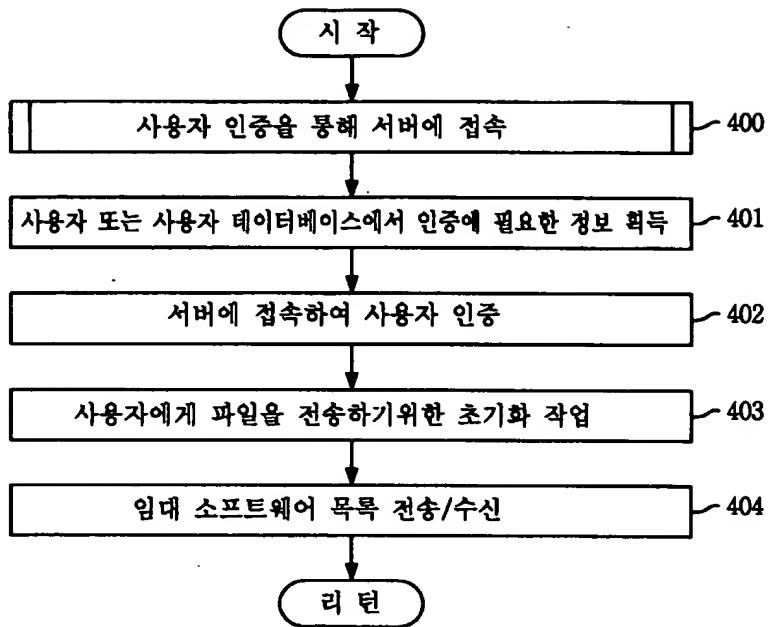 시 작
사용자 인증을 통해 서버에 접속
400
사용자 또는 사용자 데이터베이스에서 인증에 필요한 정보 획득
401
서버에 접속하여 사용자 인증
402
사용자에게 파일을 전송하기위한 초기화 작업
403
임대 소프트웨어 목록 전송/수신
404
리 턴